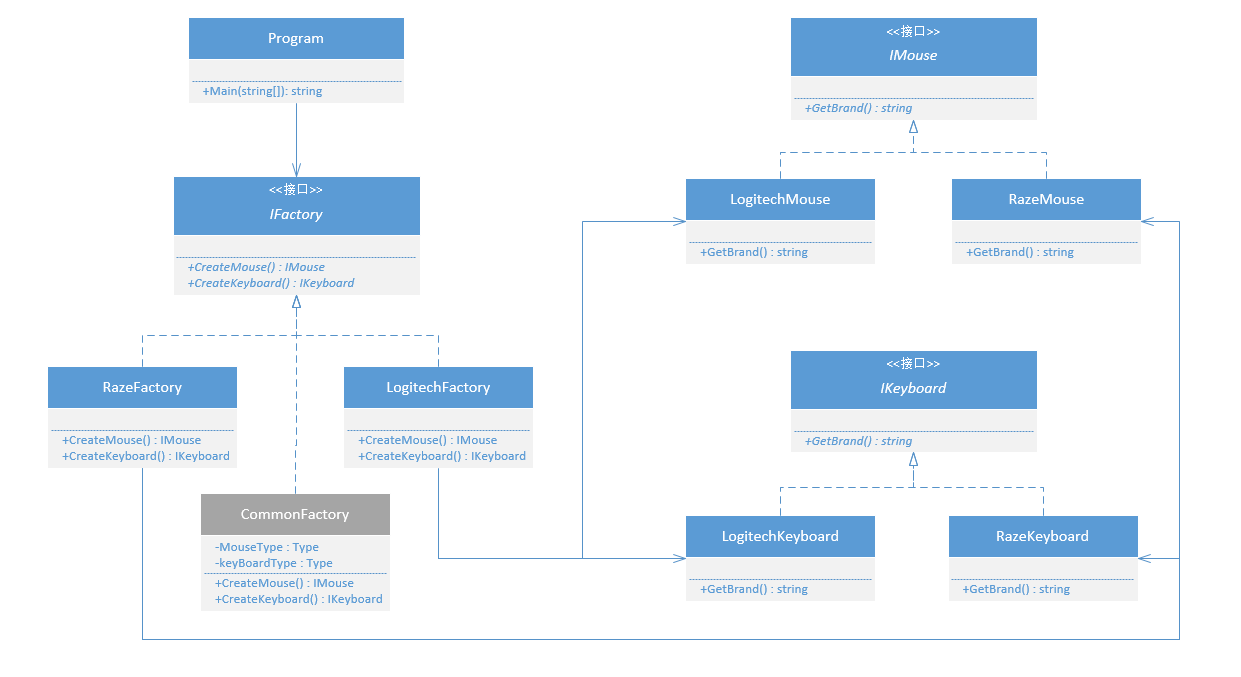 Program
+Main(string[]): string
<<接口>>
IFactory
+CreateMouse() : IMouse
+CreateKeyboard() : IKeyboard
RazeFactory
+CreateMouse() : IMouse
+CreateKeyboard() : IKeyboard
LogitechFactory
+CreateMouse() : IMouse
+CreateKeyboard() : IKeyboard
CommonFactory
-MouseType : Type
-keyBoardType : Type
+CreateMouse() : IMouse
+CreateKeyboard() : IKeyboard
<<接口>>
IMouse
+GetBrand() : string
LogitechMouse
+GetBrand() : string
RazeMouse
+GetBrand() : string
<<接口>>
IKeyboard
+GetBrand() : string
LogitechKeyboard
+GetBrand() : string
RazeKeyboard
+GetBrand() : string